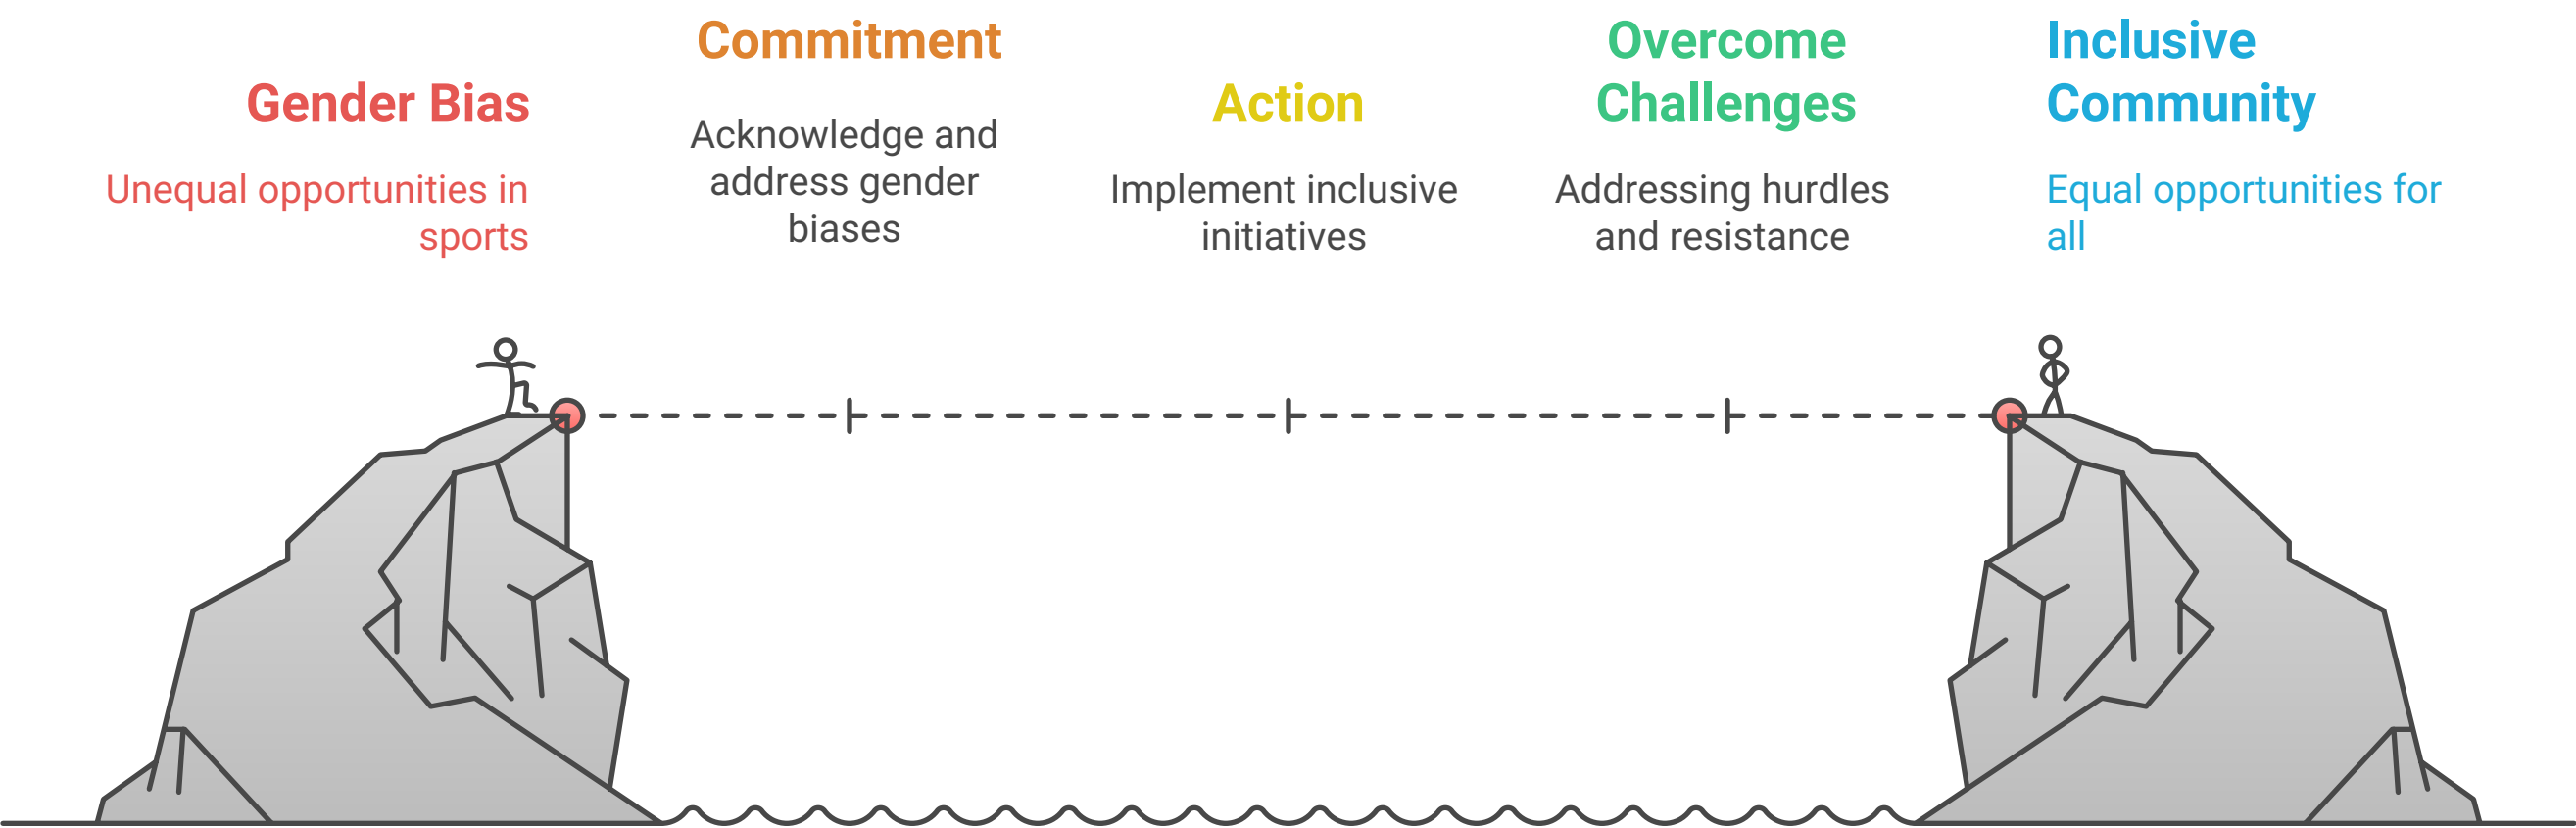 Gender Bias
Unequal opportunities in
sports
Commitment
Acknowledge and
address gender
biases
Action
Implement inclusive
initiatives
Overcome
Challenges
Addressing hurdles
and resistance
Inclusive
Community
Equal opportunities for
all